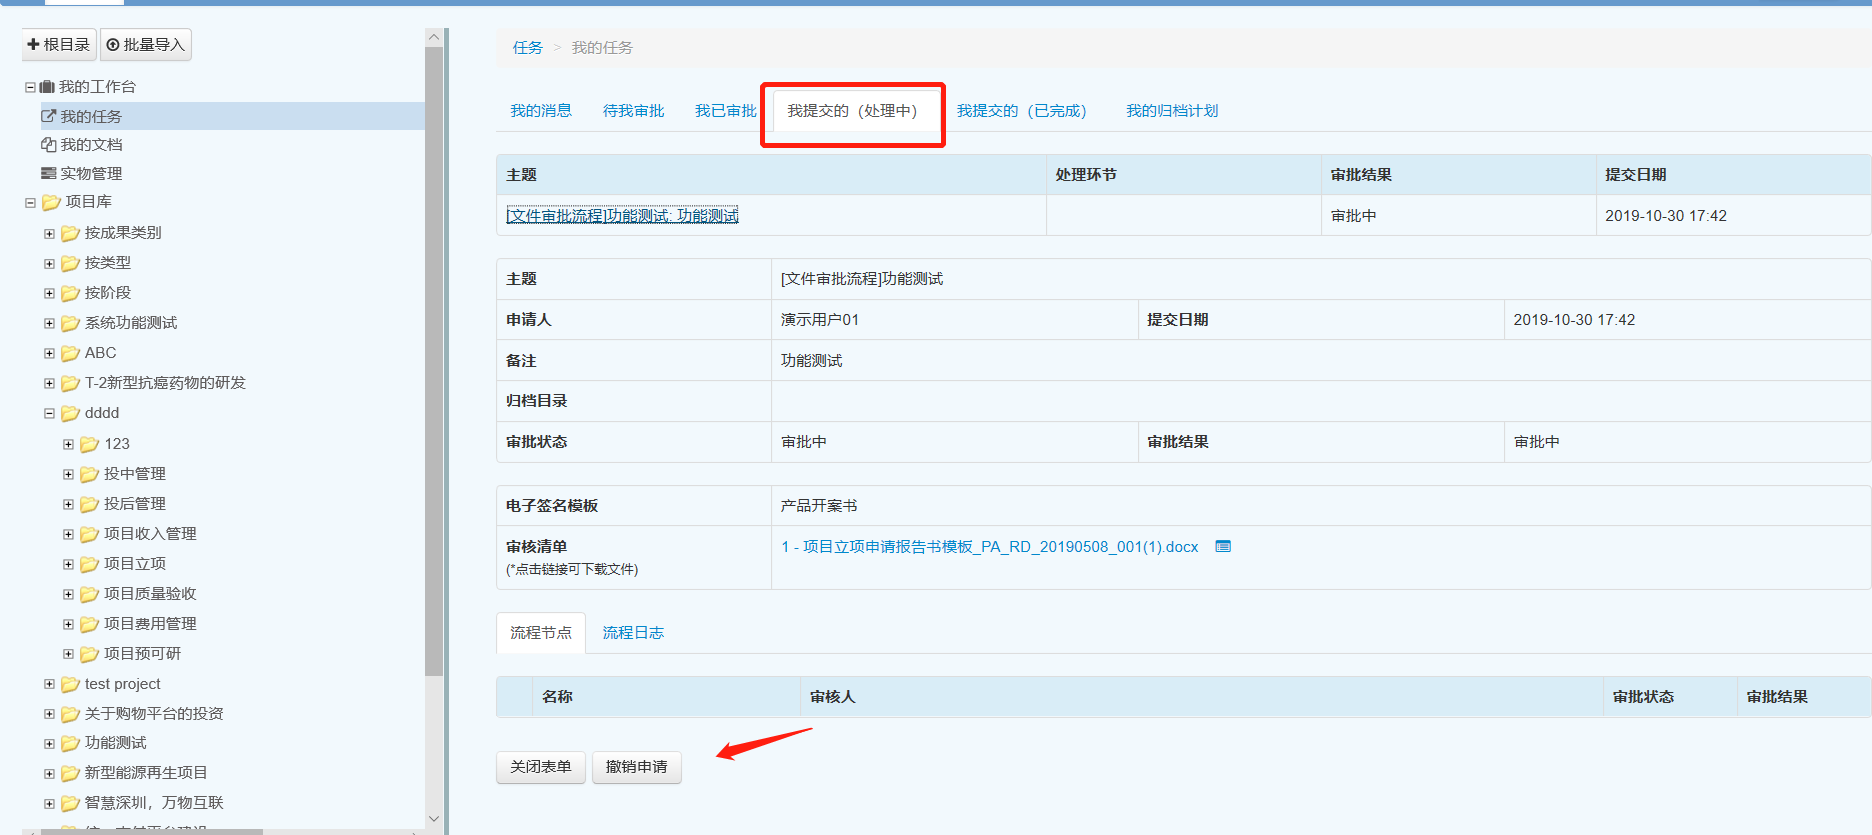 根目录 批量导入
我的工作台
我的任务
我的文档
实物管理
项目库
按成果类别
按类型
按阶段
系统功能测试
ABC
T-2新型抗癌药物的研发
dddd
123
投中管理
投后管理
项目收入管理
项目立项
项目质量验收
项目费用管理
项目预可研
test project
关于购物平台的投资
功能测试
新型能源再生项目
智慧深圳，万物互联
任务 > 我的任务
我的消息 待我审批 我已审批 我提交的（处理中） 我提交的（已完成） 我的归档计划
主题 处理环节 审批结果 提交日期
[文件审批流程]功能测试: 功能测试 审批中 2019-10-30 17:42
主题 [文件审批流程]功能测试
申请人 演示用户01 提交日期 2019-10-30 17:42
备注 功能测试
归档目录
审批状态 审批中 审批结果 审批中
电子签名模板 产品开案书
审核清单 1 - 项目立项申请报告书模板_PA_RD_20190508_001(1).docx
(*点击链接可下载文件)
流程节点 流程日志
名称 审核人 审批状态 审批结果
关闭表单 撤销申请